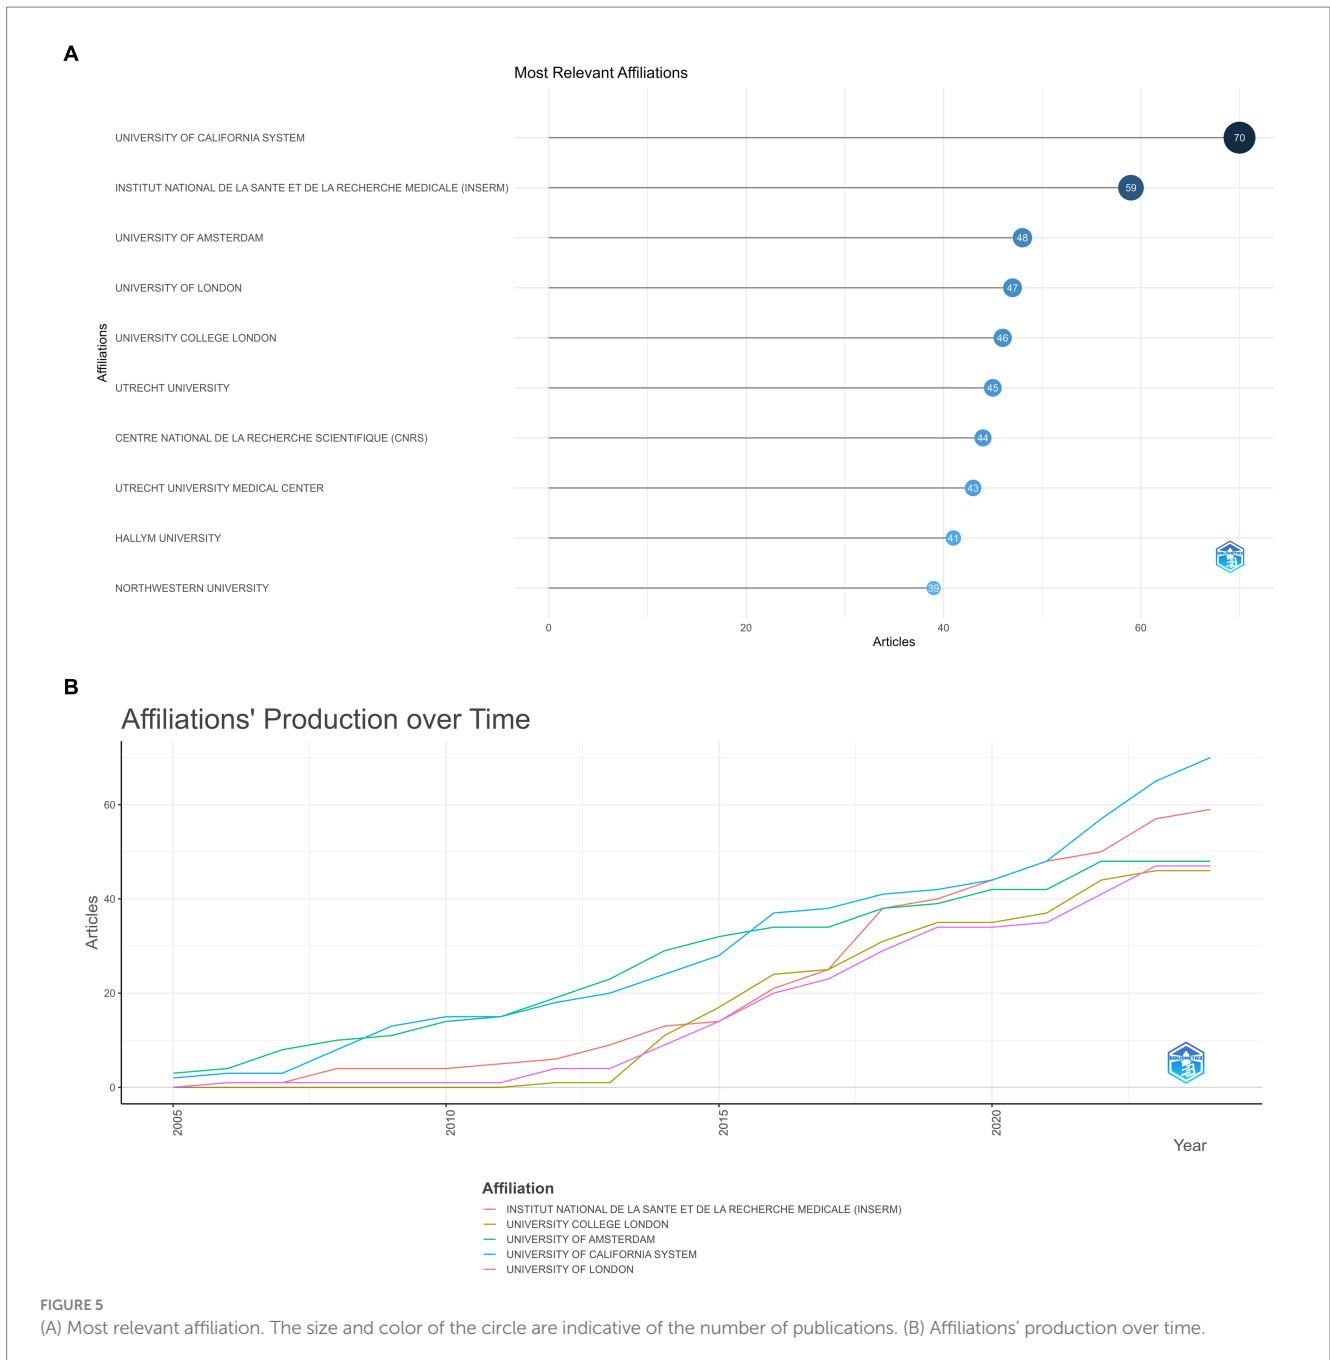 A
Most Relevant Affiliations
Affiliations
UNIVERSITY OF CALIFORNIA SYSTEM
70
INSTITUT NATIONAL DE LA SANTE ET DE LA RECHERCHE MEDICALE (INSERM)
59
UNIVERSITY OF AMSTERDAM
48
UNIVERSITY OF LONDON
47
UNIVERSITY COLLEGE LONDON
46
UTRECHT UNIVERSITY
45
CENTRE NATIONAL DE LA RECHERCHE SCIENTIFIQUE (CNRS)
44
UTRECHT UNIVERSITY MEDICAL CENTER
43
HALLYM UNIVERSITY
41
BIBLIOMETRIX
NORTHWESTERN UNIVERSITY
39
0 20 40 60
Articles
B
Affiliations' Production over Time
Articles
60
40
20
0
BIBLIOMETRIX
2005 2010 2015 2020
Year
Affiliation
INSTITUT NATIONAL DE LA SANTE ET DE LA RECHERCHE MEDICALE (INSERM)
UNIVERSITY COLLEGE LONDON
UNIVERSITY OF AMSTERDAM
UNIVERSITY OF CALIFORNIA SYSTEM
UNIVERSITY OF LONDON
FIGURE 5
(A) Most relevant affiliation. The size and color of the circle are indicative of the number of publications. (B) Affiliations’ production over time.